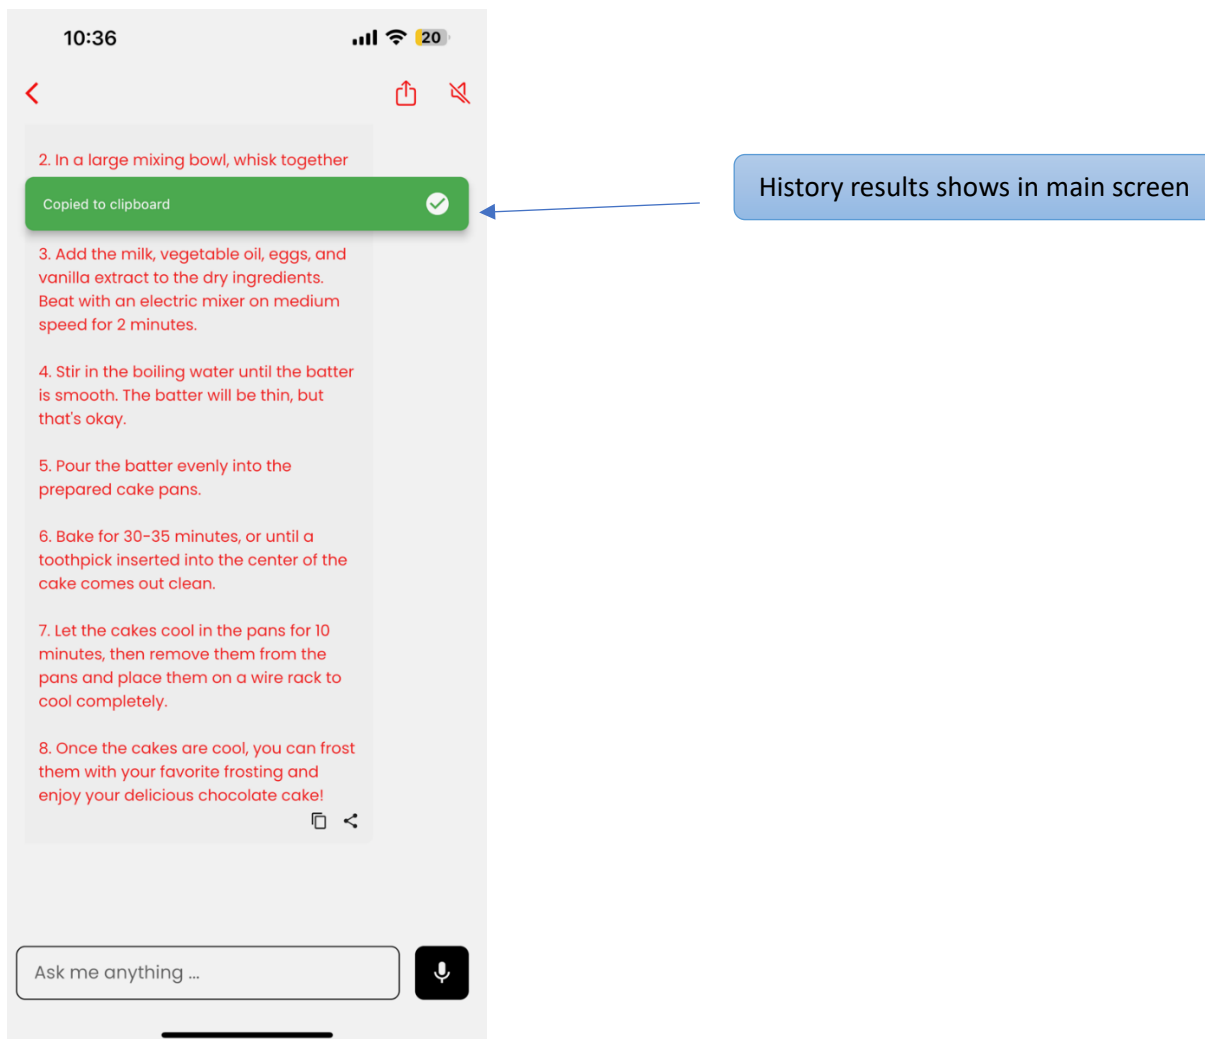 10:36
20
2. In a large mixing bowl, whisk together
Copied to clipboard
History results shows in main screen
3. Add the milk, vegetable oil, eggs, and
vanilla extract to the dry ingredients.
Beat with an electric mixer on medium
speed for 2 minutes.
4. Stir in the boiling water until the batter
is smooth. The batter will be thin, but
that's okay.
5. Pour the batter evenly into the
prepared cake pans.
6. Bake for 30-35 minutes, or until a
toothpick inserted into the center of the
cake comes out clean.
7. Let the cakes cool in the pans for 10
minutes, then remove them from the
pans and place them on a wire rack to
cool completely.
8. Once the cakes are cool, you can frost
them with your favorite frosting and
enjoy your delicious chocolate cake!
Ask me anything ...